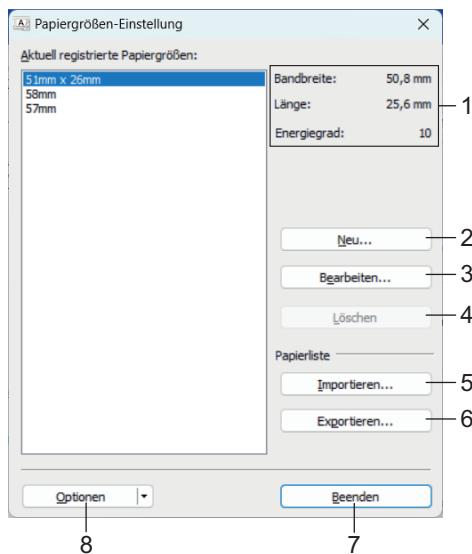 Papiergrößen-Einstellung
Aktuell registrierte Papiergrößen:
51mm x 26mm
58mm
57mm
Bandbreite: 50,8 mm
Länge: 25,6 mm
Energiegrad: 10
1
Neu...
2
Bearbeiten...
3
Löschen
4
Papierliste
Importieren...
5
Exportieren...
6
Optionen
Beenden
8
7